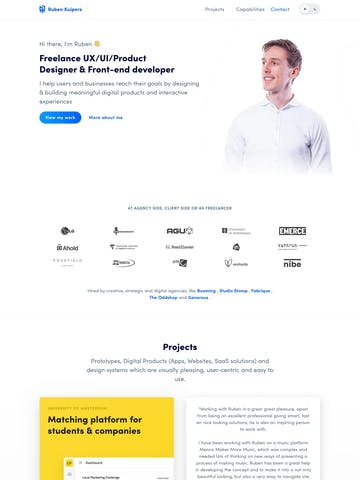 Ruben Kuipers
Projects Capabilities Contact
Hi there, I'm Ruben 👋
Freelance UX/UI/Product
Designer & Front-end developer
I help users and businesses reach their goals by designing
& building meaningful digital products and interactive
experiences
View my work More about me
AT AGENCY SIDE, CLIENT SIDE OR AS FREELANCER
LG
AGU
EMERCE
Ahold
syntrus
ROSEFIELD
ventudo
nibe
Hired by creative, strategic and digital agencies, like Booming , Studio Stomp , Fabrique ,
The Oddshop and Generous
Projects
Prototypes, Digital Products (Apps, Websites, SaaS solutions) and
design systems which are visually pleasing, user-centric and easy to
use.
UNIVERSITY OF AMSTERDAM
Matching platform for
students & companies
Dashboard
Local Marketing Challenge
"Working with Ruben is a great great pleasure, apart
from being an excellent professional giving smart, fast
en nice looking solutions, he is also an inspiring person
to work with.
I have been working with Ruben on a music platform
Menno Makes More Music, which was complex and
needed lots of thinking on new ways of presenting a
process of making music. Ruben has been a great help
in developing the concept and to make it into a not only
beautiful looking, but also a very easy to navigate site